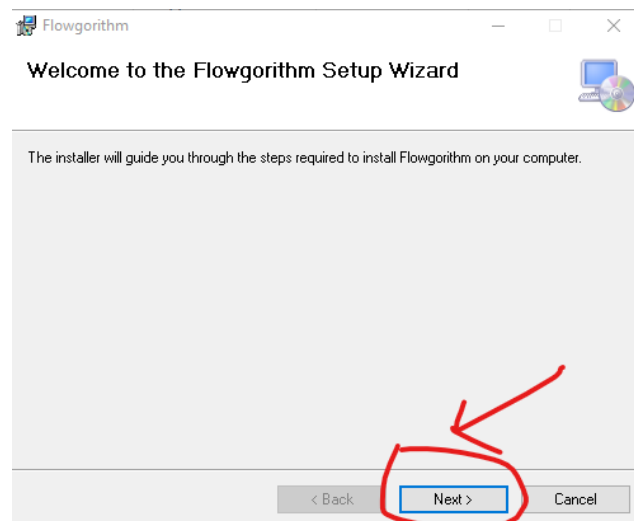 Flowgorithm
Welcome to the Flowgorithm Setup Wizard
The installer will guide you through the steps required to install Flowgorithm on your computer.
< Back Next > Cancel